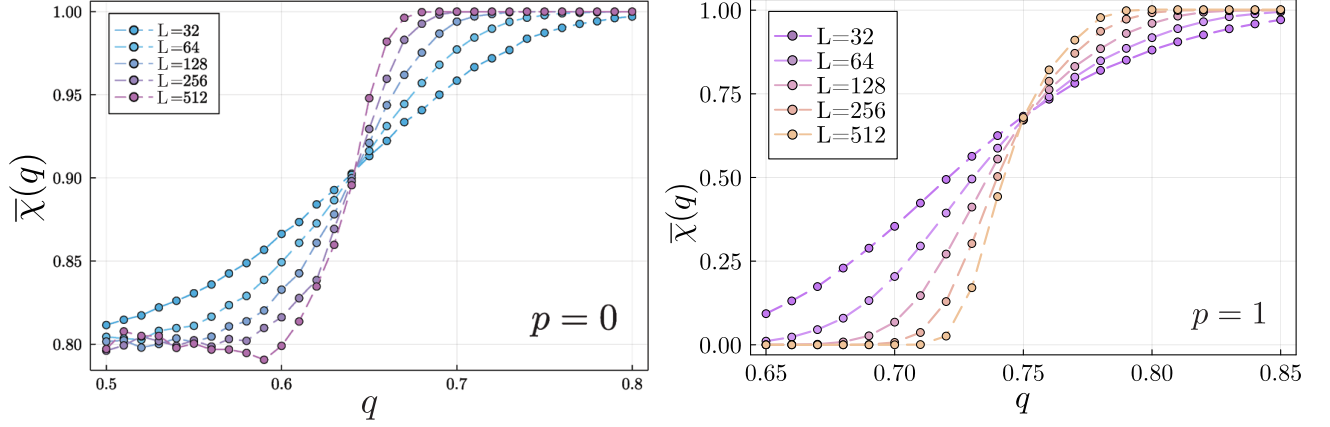 1.00
0.95
0.90
0.85
0.80
χ̅(q)
L=32
L=64
L=128
L=256
L=512
p = 0
0.5
0.6
0.7
0.8
q
1.00
0.75
0.50
0.25
0.00
χ̅(q)
L=32
L=64
L=128
L=256
L=512
p = 1
0.65
0.70
0.75
0.80
0.85
q